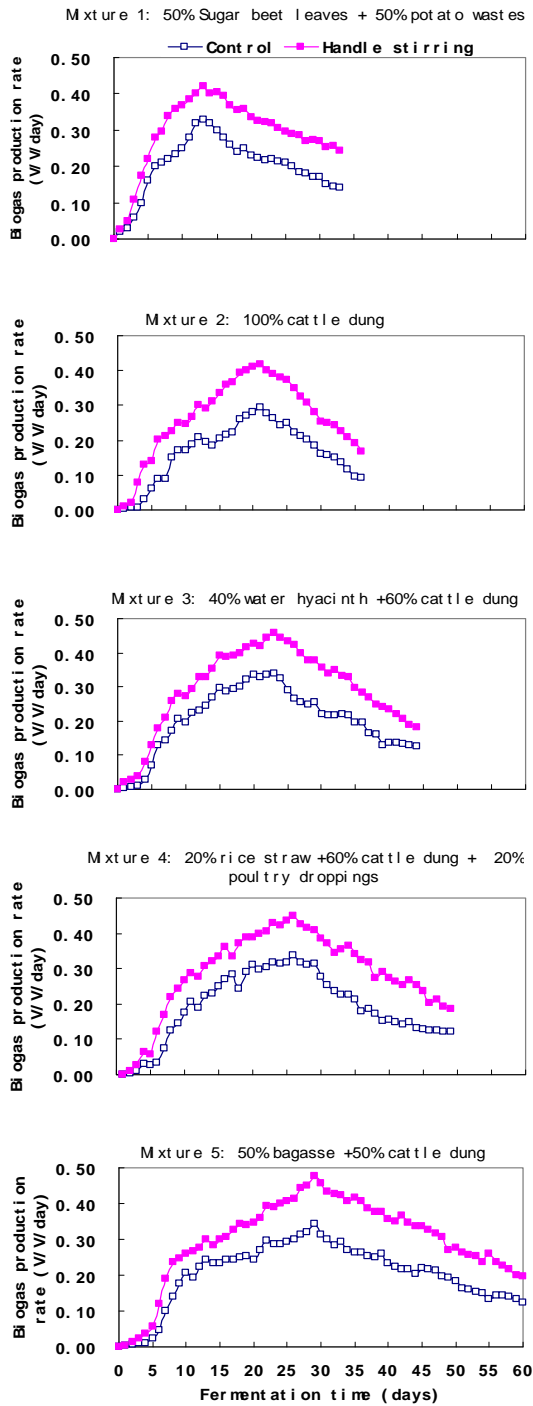 Mixture 1: 50% Sugar beet leaves + 50% potato wastes
Control
Handle stirring
Biogas production rate
(V/V/day)
0.50
0.40
0.30
0.20
0.10
0.00
Mixture 2: 100% cattle dung
Biogas production rate
(V/V/day)
0.50
0.40
0.30
0.20
0.10
0.00
Mixture 3: 40% water hyacinth +60% cattle dung
Biogas production rate
(V/V/day)
0.50
0.40
0.30
0.20
0.10
0.00
Mixture 4: 20% rice straw +60% cattle dung + 20%
poultry droppings
Biogas production rate
(V/V/day)
0.50
0.40
0.30
0.20
0.10
0.00
Mixture 5: 50% bagasse +50% cattle dung
Biogas production
rate (V/V/day)
0.50
0.40
0.30
0.20
0.10
0.00
0 5 10 15 20 25 30 35 40 45 50 55 60
Fermentation time (days)